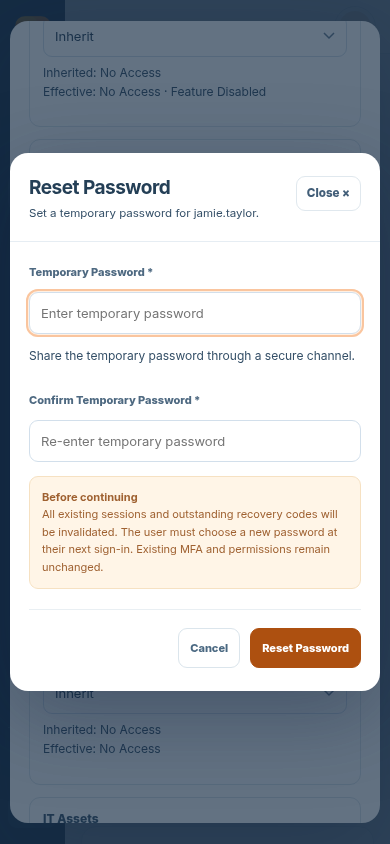 Inherit
Inherited: No Access
Effective: No Access · Feature Disabled
Reset Password
Close ×
Set a temporary password for jamie.taylor.
Temporary Password *
Enter temporary password
Share the temporary password through a secure channel.
Confirm Temporary Password *
Re-enter temporary password
Before continuing
All existing sessions and outstanding recovery codes will
be invalidated. The user must choose a new password at
their next sign-in. Existing MFA and permissions remain
unchanged.
Cancel
Reset Password
Inherit
Inherited: No Access
Effective: No Access
IT Assets